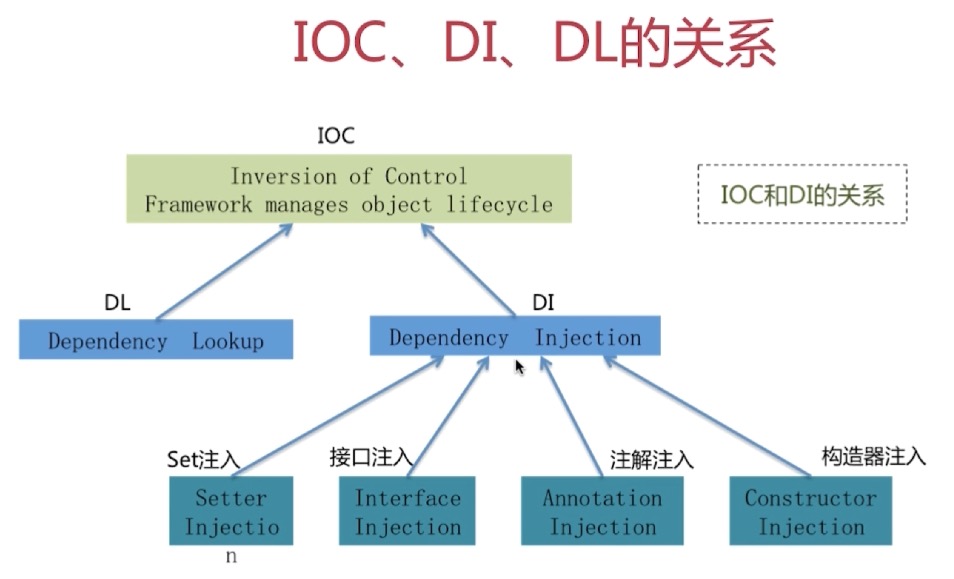 IOC、DI、DL的关系
IOC
Inversion of Control
Framework manages object lifecycle
IOC和DI的关系
DL
Dependency Lookup
DI
Dependency Injection
Set注入
Setter
Injectio
n
接口注入
Interface
Injection
注解注入
Annotation
Injection
构造器注入
Constructor
Injection